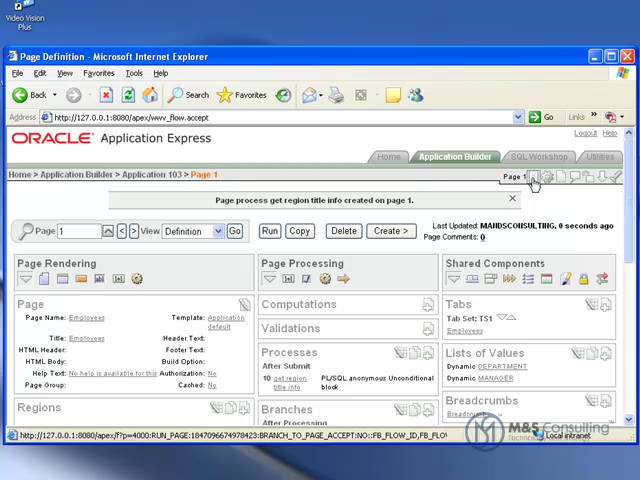 Video Vision
Plus
Page Definition - Microsoft Internet Explorer
File Edit View Favorites Tools Help
Back Search Favorites
Address http://127.0.0.1:8080/apex/wwv_flow.accept Go Links »
Logout Help
ORACLE Application Express
Home Application Builder SQL Workshop Utilities
Home > Application Builder > Application 103 > Page 1
Page 1
Page process get region title info created on page 1.
Page 1 < > View Definition Go Run Copy Delete Create >
Last Updated: MANDSCONSULTING, 0 seconds ago
Page Comments: 0
Page Rendering
Page Processing
Shared Components
Page
Page Name: Employees
Title: Employees
HTML Header:
HTML Body:
Help Text: No help is available for this
Page Group:
Template: Application default
Header Text:
Footer Text:
Build Option:
Authorization: No
Cached: No
Regions
Computations
Validations
Processes
After Submit
10 get region title info PL/SQL anonymous block Unconditional
Branches
After Processing
Tabs
Tab Set: TS1
Employees
Lists of Values
Dynamic DEPARTMENT
Dynamic MANAGER
Breadcrumbs
Breadcrumb
M&S Consulting
http://127.0.0.1:8080/apex/f?p=4000:RUN_PAGE:1847096674978423:BRANCH_TO_PAGE_ACCEPT:NO::FB_FLOW_ID,FB_FLOW
Local intranet